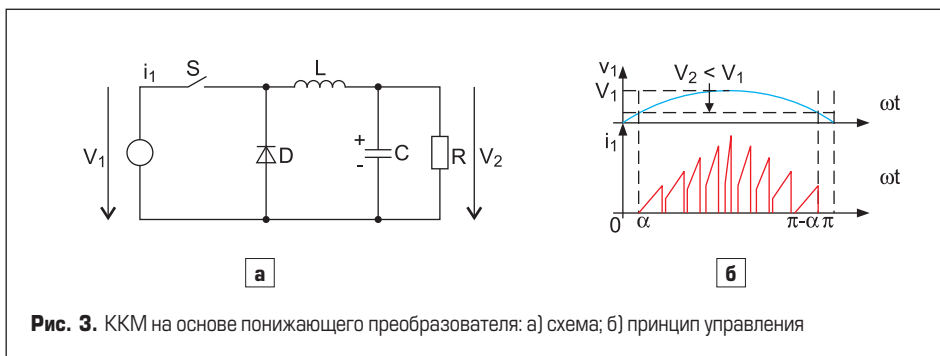 i1 S L
V1 D + - C R V2
а
v1
V1 V2 < V1
ωt
i1
ωt
0 α π-α π
б
Рис. 3. ККМ на основе понижающего преобразователя: а) схема; б) принцип управления